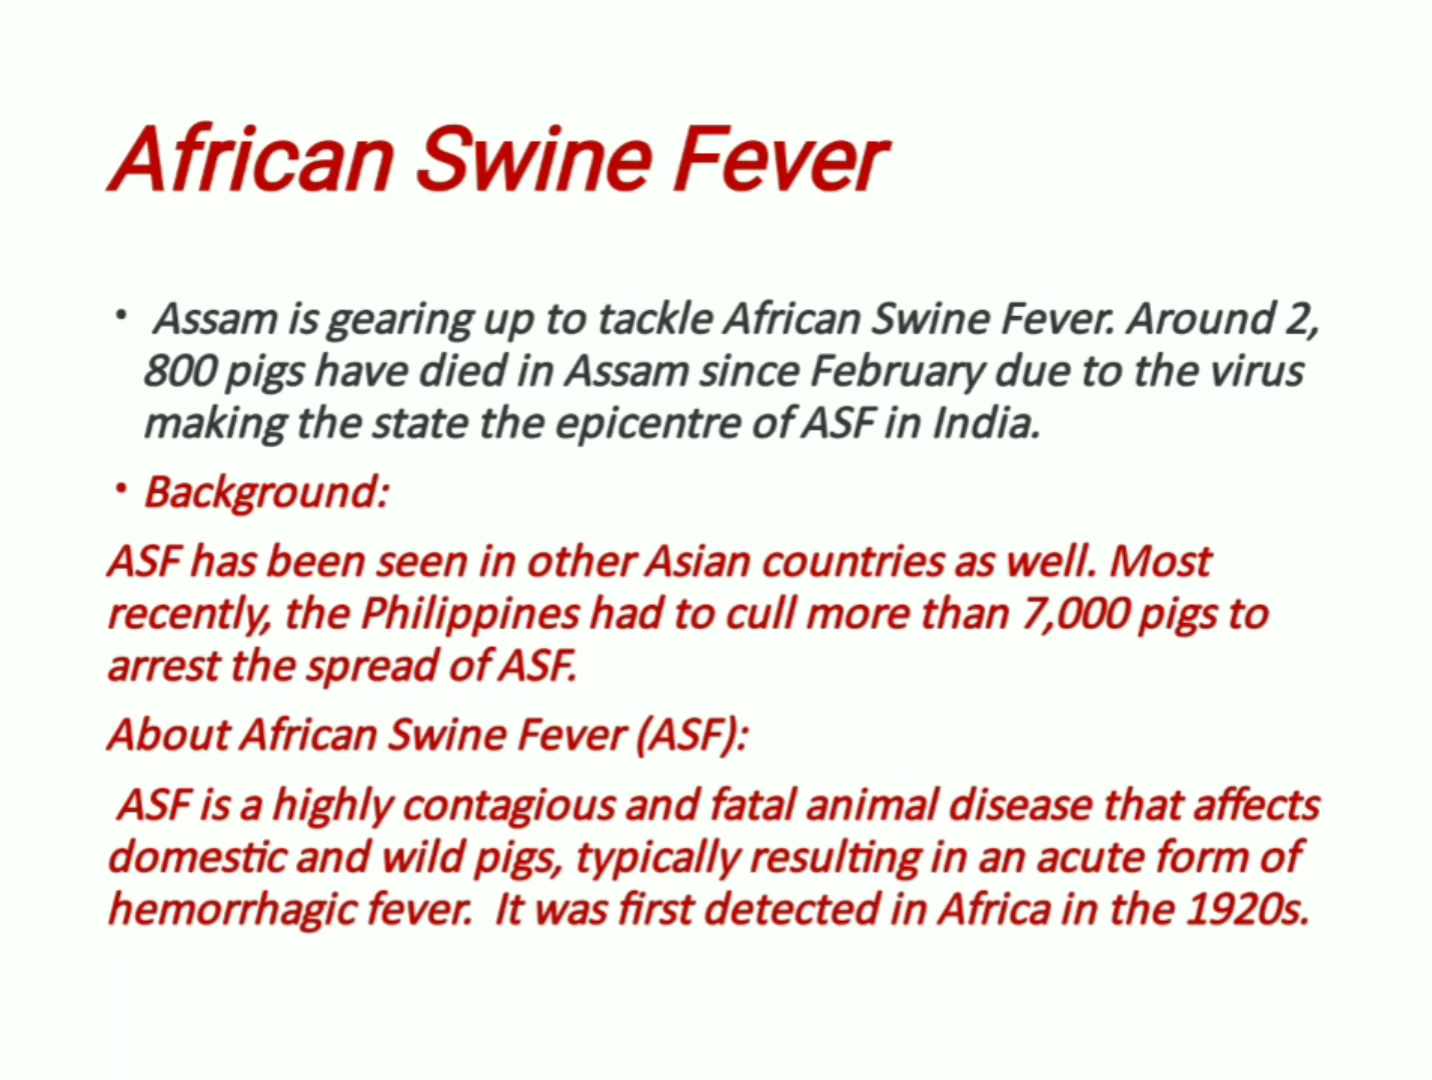 African Swine Fever
• Assam is gearing up to tackle African Swine Fever. Around 2,
800 pigs have died in Assam since February due to the virus
making the state the epicentre of ASF in India.
• Background:
ASF has been seen in other Asian countries as well. Most
recently, the Philippines had to cull more than 7,000 pigs to
arrest the spread of ASF.
About African Swine Fever (ASF):
ASF is a highly contagious and fatal animal disease that affects
domestic and wild pigs, typically resulting in an acute form of
hemorrhagic fever. It was first detected in Africa in the 1920s.